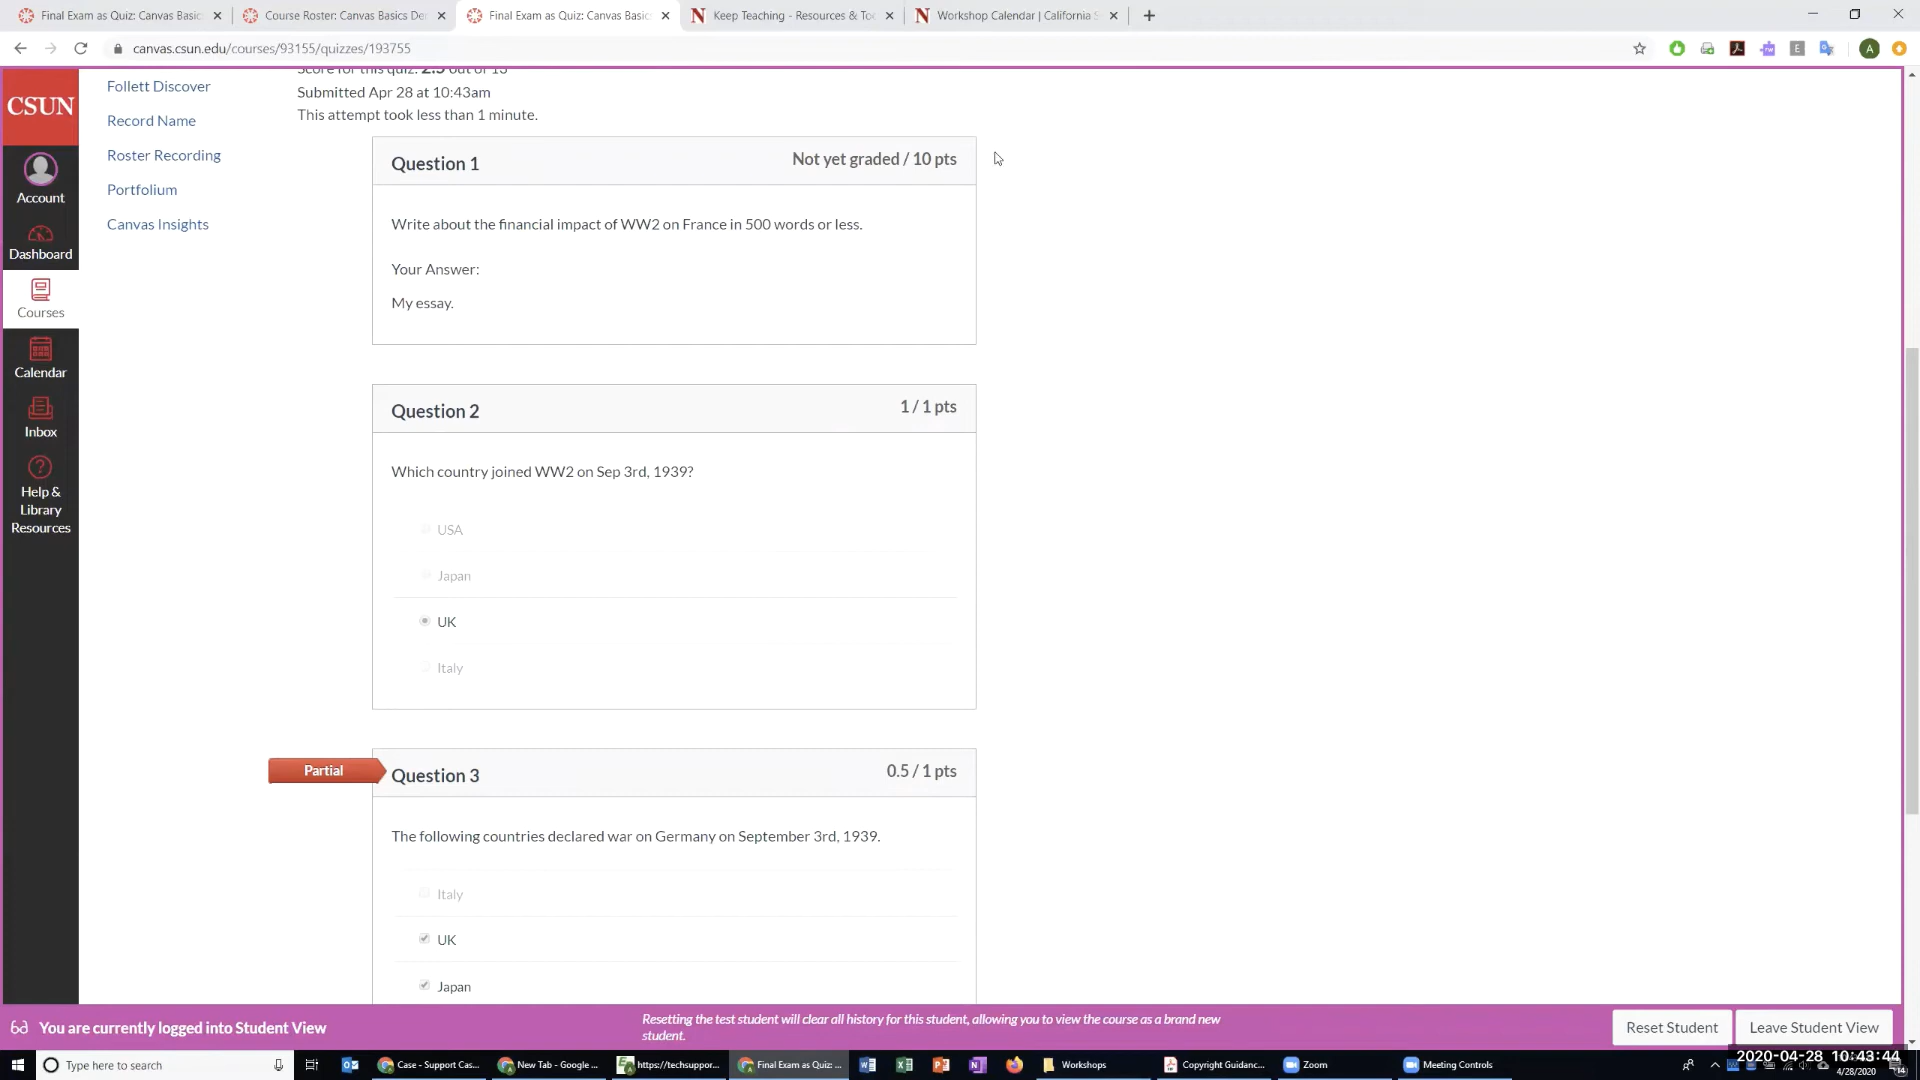 Final Exam as Quiz: Canvas Basic
Course Roster: Canvas Basics De
Final Exam as Quiz: Canvas Basic
Keep Teaching - Resources & To
Workshop Calendar | California S
canvas.csun.edu/courses/93155/quizzes/193755
CSUN
Account
Dashboard
Courses
Calendar
Inbox
Help &
Library
Resources
Follett Discover
Record Name
Roster Recording
Portfolium
Canvas Insights
Score for this quiz: 2.5 out of 13
Submitted Apr 28 at 10:43am
This attempt took less than 1 minute.
Question 1
Not yet graded / 10 pts
Write about the financial impact of WW2 on France in 500 words or less.
Your Answer:
My essay.
Question 2
1 / 1 pts
Which country joined WW2 on Sep 3rd, 1939?
USA
Japan
UK
Italy
Partial
Question 3
0.5 / 1 pts
The following countries declared war on Germany on September 3rd, 1939.
Italy
UK
Japan
You are currently logged into Student View
Resetting the test student will clear all history for this student, allowing you to view the course as a brand new
student.
Reset Student
Leave Student View
Type here to search
Case - Support Cas...
New Tab - Google ...
https://techsuppor...
Final Exam as Quiz: ...
Workshops
Copyright Guidanc...
Zoom
Meeting Controls
2020-04-28 10:43:44
4/28/2020